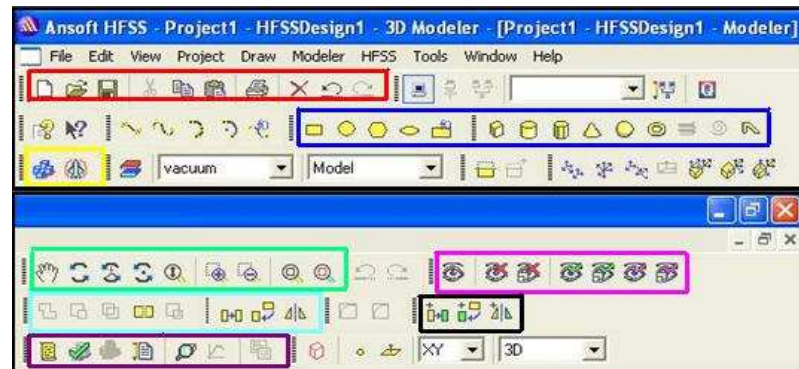 Ansoft HFSS - Project1 - HFSSDesign1 - 3D Modeler - [Project1 - HFSSDesign1 - Modeler]
File Edit View Project Draw Modeler HFSS Tools Window Help
vacuum Model
XY 3D